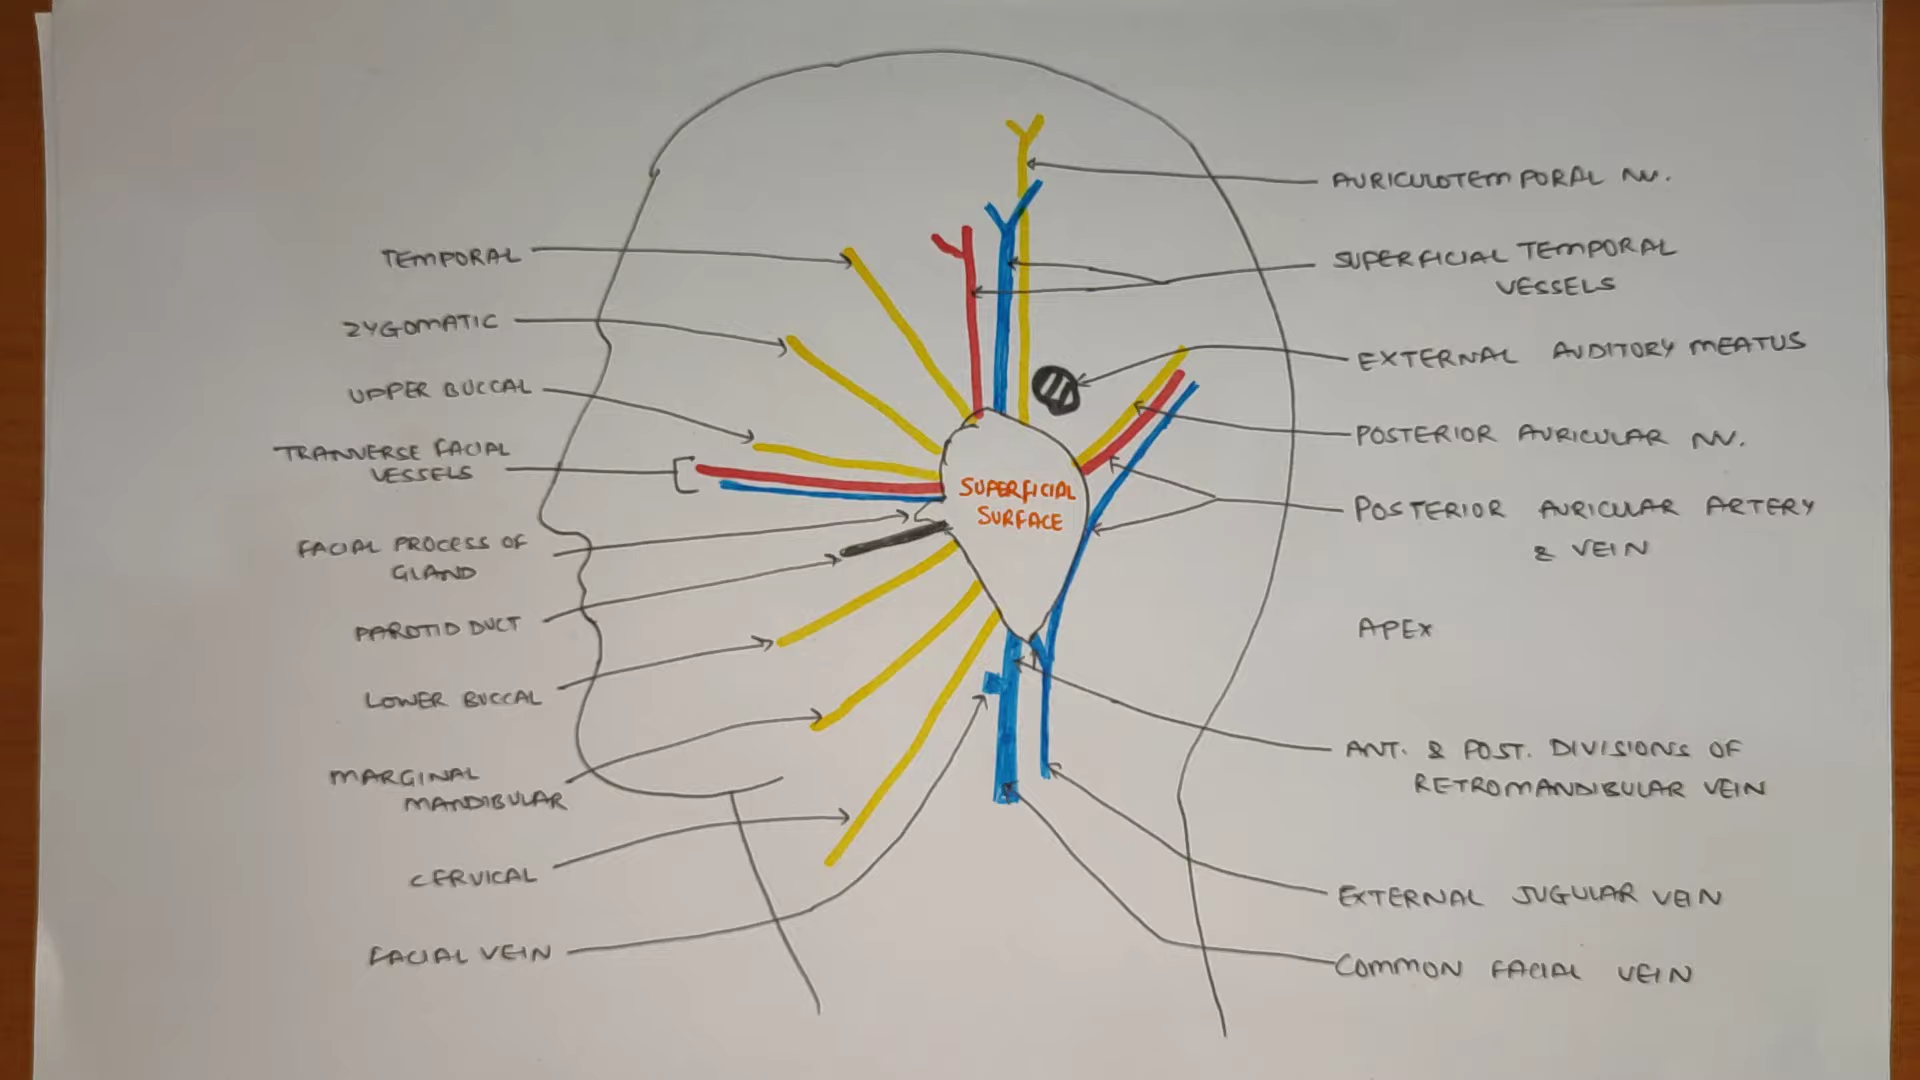 TEMPORAL
ZYGOMATIC
UPPER BUCCAL
TRANVERSE FACIAL
VESSELS
FACIAL PROCESS OF
GLAND
PAROTID DUCT
LOWER BUCCAL
MARGINAL
MANDIBULAR
CERVICAL
FACIAL VEIN
SUPERFICIAL
SURFACE
AURICULOTEMPORAL NV.
SUPERFICIAL TEMPORAL
VESSELS
EXTERNAL AUDITORY MEATUS
POSTERIOR AURICULAR NV.
POSTERIOR AURICULAR ARTERY
& VEIN
APEX
ANT. & POST. DIVISIONS OF
RETROMANDIBULAR VEIN
EXTERNAL JUGULAR VEIN
COMMON FACIAL VEIN